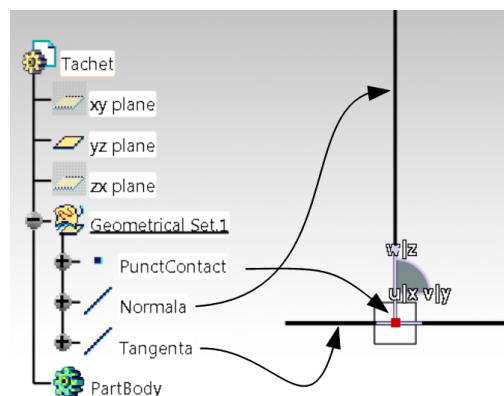 Tachet
xy plane
yz plane
zx plane
Geometrical Set.1
PunctContact
Normala
Tangenta
PartBody
w|z
u|x v|y